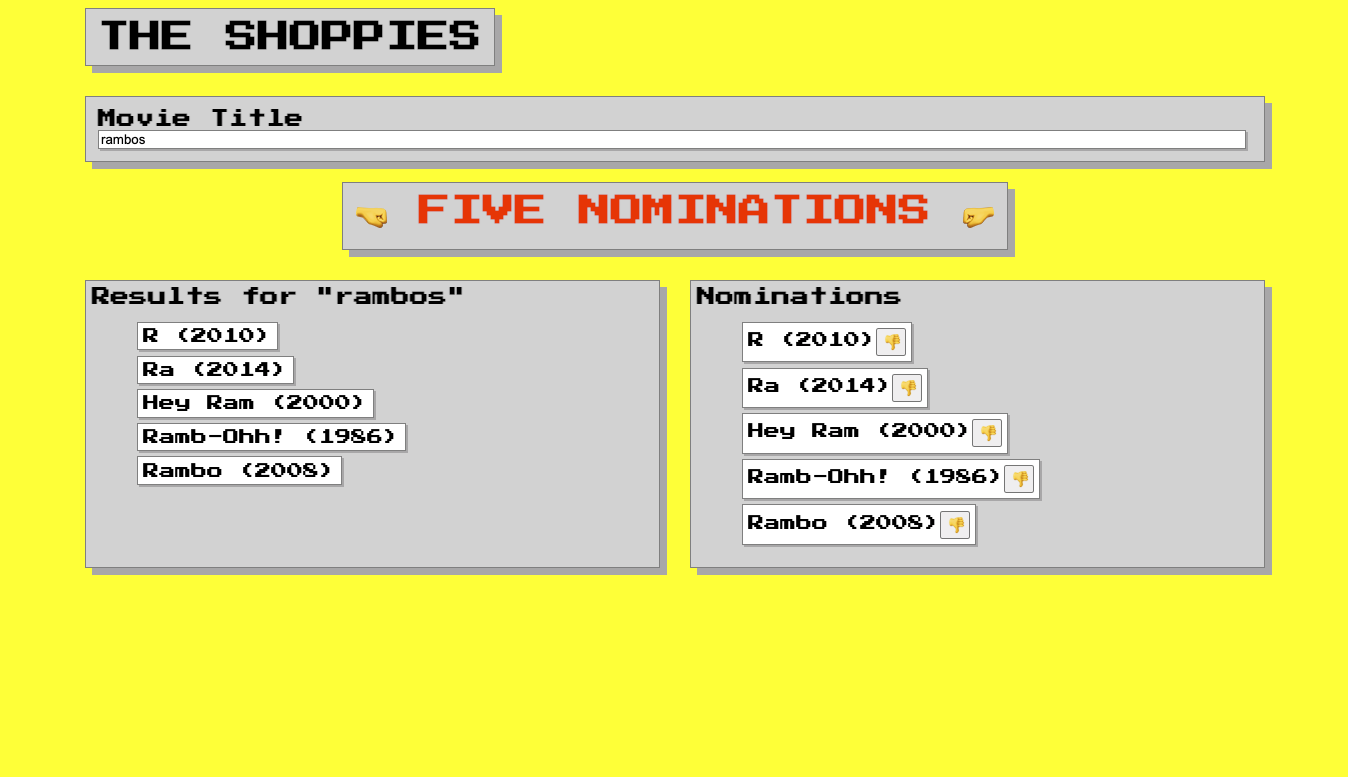 THE SHOPPIES
Movie Title
rambos
🤜 FIVE NOMINATIONS 🤛
Results for "rambos"
R (2010)
Ra (2014)
Hey Ram (2000)
Ramb-Ohh! (1986)
Rambo (2008)
Nominations
R (2010) 👎
Ra (2014) 👎
Hey Ram (2000) 👎
Ramb-Ohh! (1986) 👎
Rambo (2008) 👎